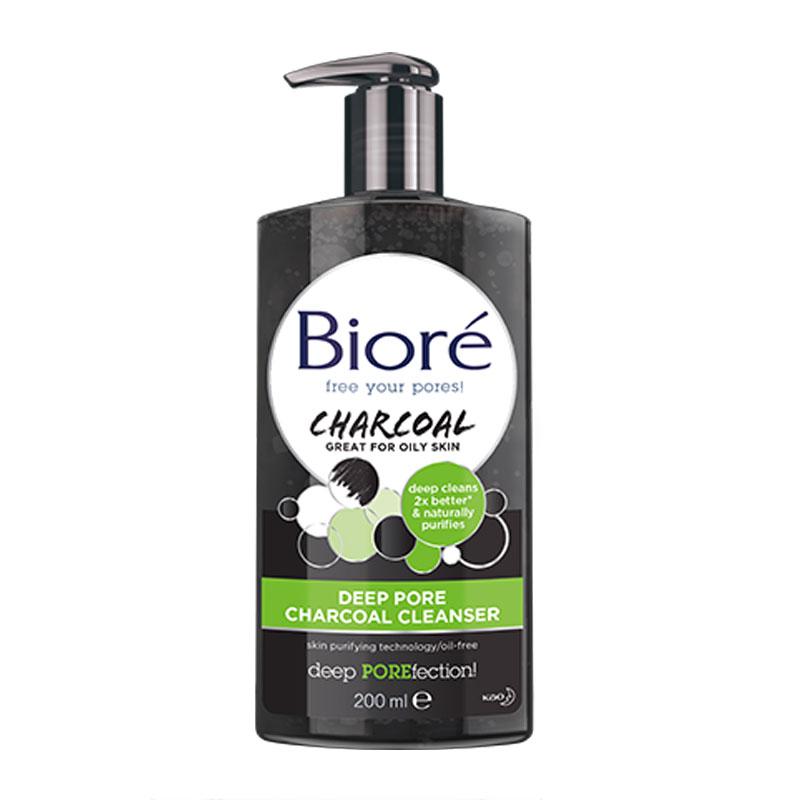 Bioré
free your pores!
CHARCOAL
GREAT FOR OILY SKIN
deep cleans
2x better*
& naturally
purifies
DEEP PORE
CHARCOAL CLEANSER
skin purifying technology/oil-free
deep POREfection!
200 ml ℮
Kao